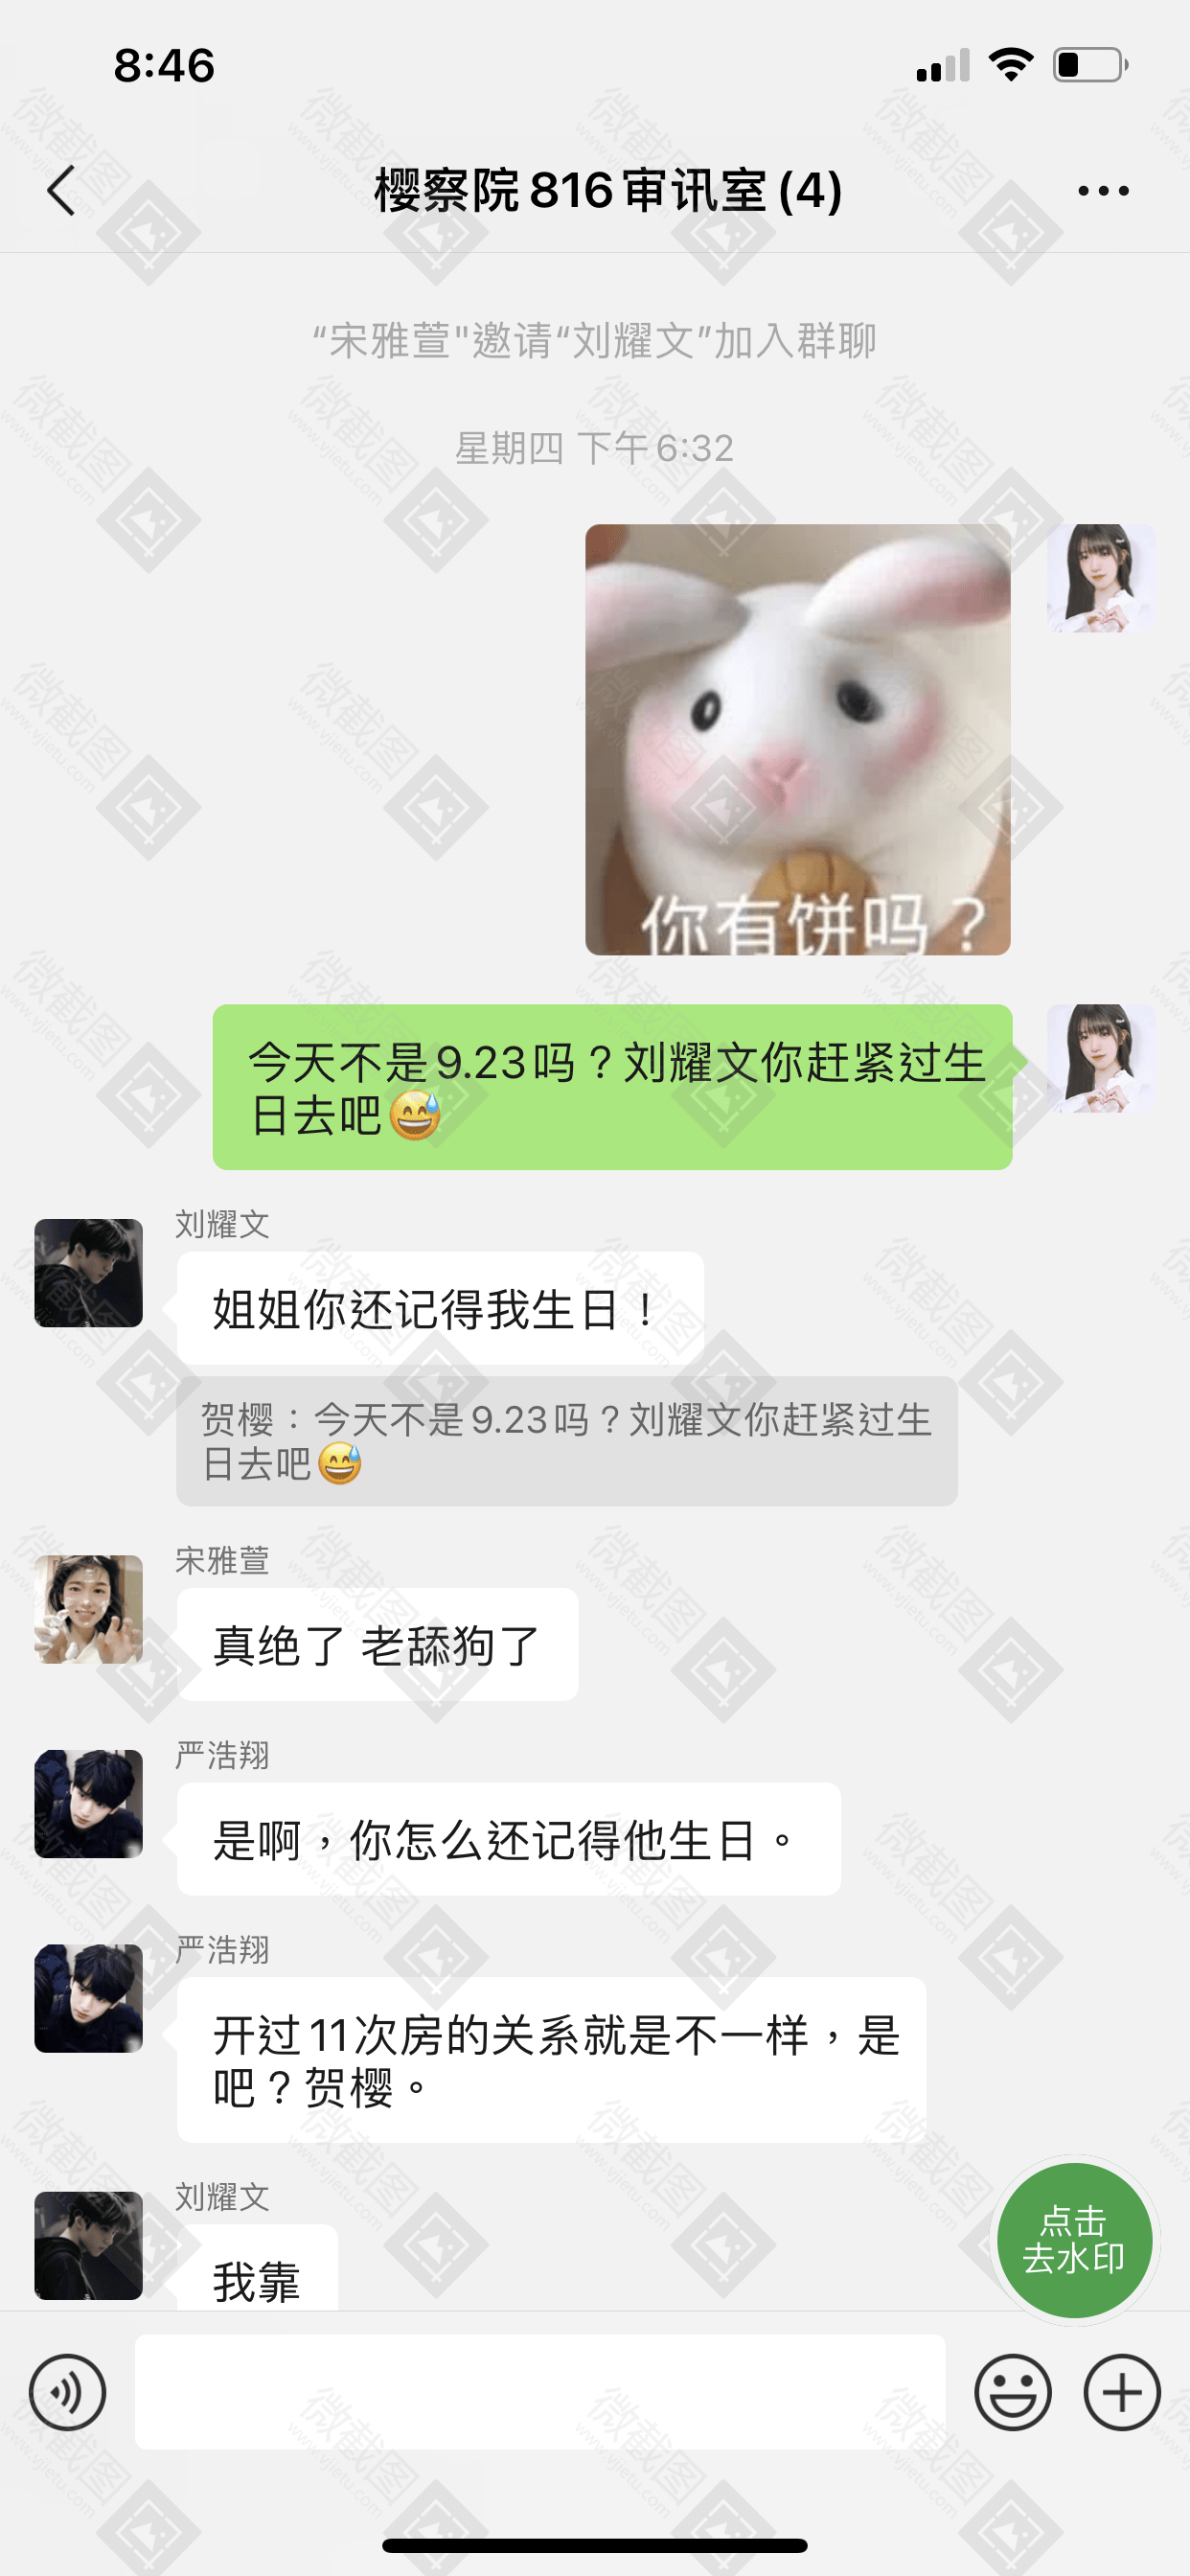 8:46
樱察院816审讯室(4)
“宋雅萱"邀请“刘耀文”加入群聊
星期四 下午6:32
你有饼吗？
今天不是9.23吗？刘耀文你赶紧过生
日去吧😅
刘耀文
姐姐你还记得我生日！
贺樱：今天不是9.23吗？刘耀文你赶紧过生
日去吧😅
宋雅萱
真绝了 老舔狗了
严浩翔
是啊，你怎么还记得他生日。
严浩翔
开过11次房的关系就是不一样，是
吧？贺樱。
刘耀文
我靠
点击
去水印
微截图
www.vjietu.com